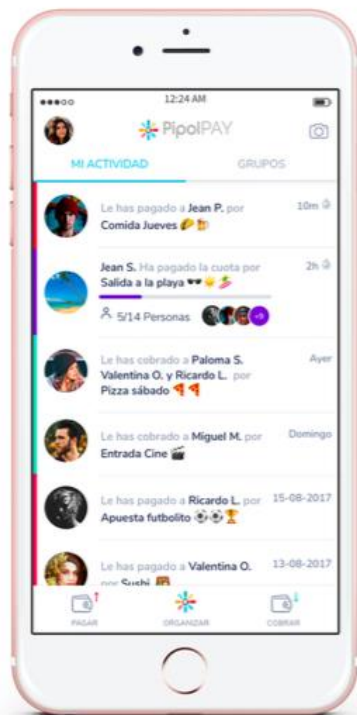 12:24 AM
PipolPAY
MI ACTIVIDAD GRUPOS
Le has pagado a Jean P. por 10m
Comida Jueves
Jean S. Ha pagado la cuota por 2h
Salida a la playa
5/14 Personas +9
Le has cobrado a Paloma S. Ayer
Valentina O. y Ricardo L. por
Pizza sábado
Le has cobrado a Miguel M. por Domingo
Entrada Cine
Le has pagado a Ricardo L. por 15-08-2017
Apuesta futbolito
Le has pagado a Valentina O. 13-08-2017
por Sushi
PAGAR ORGANIZAR COBRAR